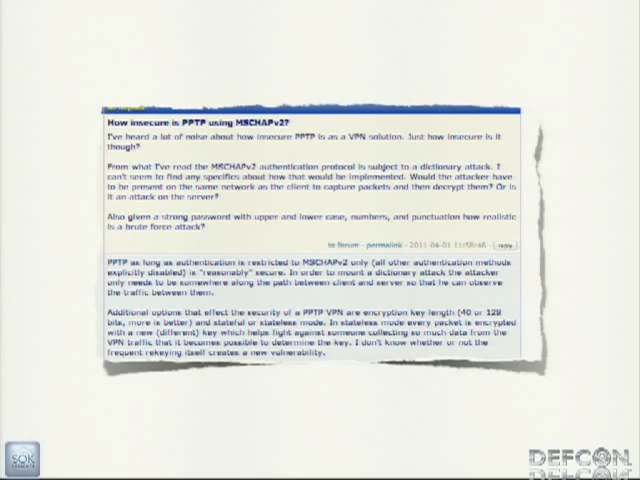 How insecure is PPTP using MSCHAPv2?
I've heard a lot of noise about how insecure PPTP is as a VPN solution. Just how insecure is it
though?
From what I've read the MSCHAPv2 authentication protocol is subject to a dictionary attack. I
can't seem to find any specifics about how that would be implemented. Would the attacker have
to be present on the same network as the client to capture packets and then decrypt them? Or is
it an attack on the server?
Also given a strong password with upper and lower case, numbers, and punctuation how realistic
is a brute force attack?
in forum - permalink - 2011-04-01 reply
PPTP as long as authentication is restricted to MSCHAPv2 only (all other authentication methods
explicitly disabled) is "reasonably" secure. In order to mount a dictionary attack the attacker
only needs to be somewhere along the path between client and server so that he can observe
the traffic between them.
Additional options that effect the security of a PPTP VPN are encryption key length (40 or 128
bits, more is better) and stateful or stateless mode. In stateless mode every packet is encrypted
with a new (different) key which helps fight against someone collecting so much data from the
VPN traffic that it becomes possible to determine the key. I don't know whether or not the
frequent rekeying itself creates a new vulnerability.
SOK
DEFCON